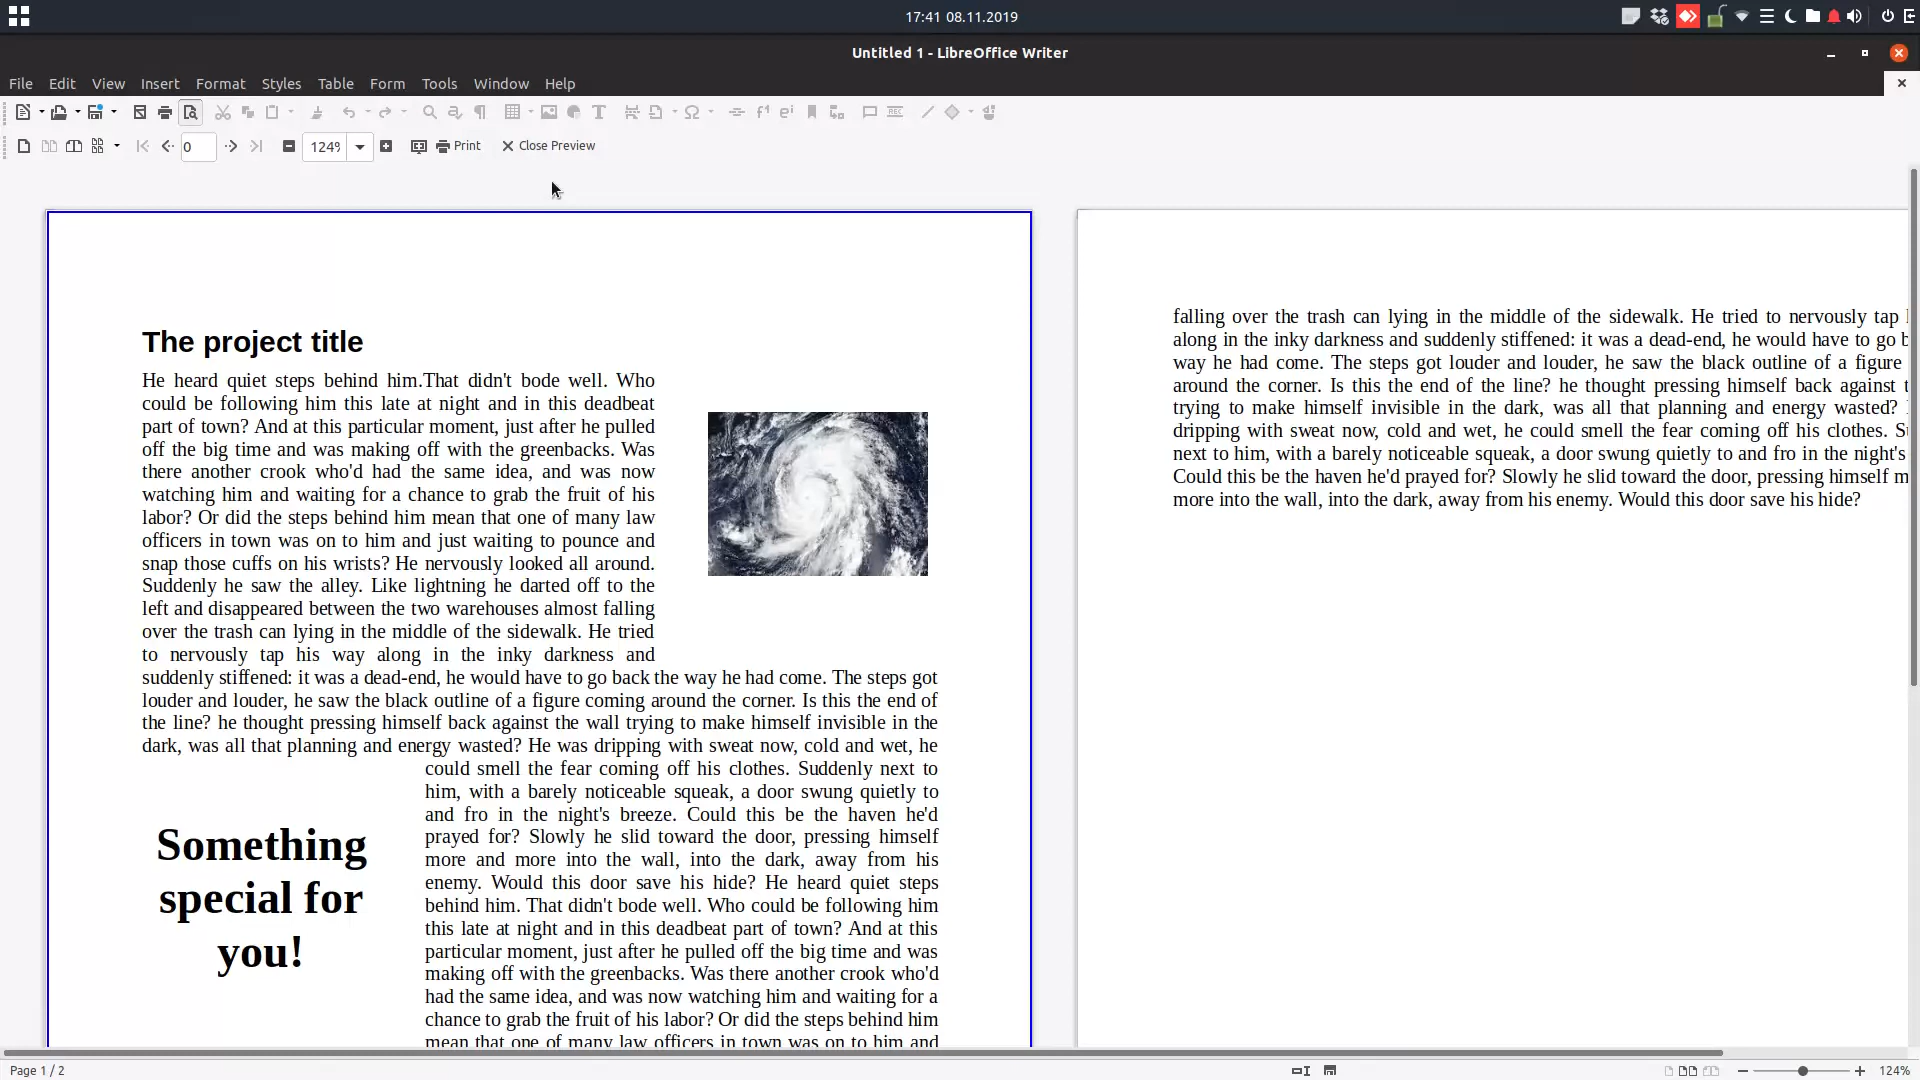 17:41 08.11.2019
Untitled 1 - LibreOffice Writer
File Edit View Insert Format Styles Table Form Tools Window Help
0 124% Print Close Preview
The project title
He heard quiet steps behind him.That didn't bode well. Who
could be following him this late at night and in this deadbeat
part of town? And at this particular moment, just after he pulled
off the big time and was making off with the greenbacks. Was
there another crook who'd had the same idea, and was now
watching him and waiting for a chance to grab the fruit of his
labor? Or did the steps behind him mean that one of many law
officers in town was on to him and just waiting to pounce and
snap those cuffs on his wrists? He nervously looked all around.
Suddenly he saw the alley. Like lightning he darted off to the
left and disappeared between the two warehouses almost falling
over the trash can lying in the middle of the sidewalk. He tried
to nervously tap his way along in the inky darkness and
suddenly stiffened: it was a dead-end, he would have to go back the way he had come. The steps got
louder and louder, he saw the black outline of a figure coming around the corner. Is this the end of
the line? he thought pressing himself back against the wall trying to make himself invisible in the
dark, was all that planning and energy wasted? He was dripping with sweat now, cold and wet, he
could smell the fear coming off his clothes. Suddenly next to
him, with a barely noticeable squeak, a door swung quietly to
and fro in the night's breeze. Could this be the haven he'd
prayed for? Slowly he slid toward the door, pressing himself
more and more into the wall, into the dark, away from his
enemy. Would this door save his hide? He heard quiet steps
behind him. That didn't bode well. Who could be following him
this late at night and in this deadbeat part of town? And at this
particular moment, just after he pulled off the big time and was
making off with the greenbacks. Was there another crook who'd
had the same idea, and was now watching him and waiting for a
chance to grab the fruit of his labor? Or did the steps behind him
mean that one of many law officers in town was on to him and
Something
special for
you!
falling over the trash can lying in the middle of the sidewalk. He tried to nervously tap
along in the inky darkness and suddenly stiffened: it was a dead-end, he would have to go
way he had come. The steps got louder and louder, he saw the black outline of a figure
around the corner. Is this the end of the line? he thought pressing himself back against
trying to make himself invisible in the dark, was all that planning and energy wasted?
dripping with sweat now, cold and wet, he could smell the fear coming off his clothes.
next to him, with a barely noticeable squeak, a door swung quietly to and fro in the night's
Could this be the haven he'd prayed for? Slowly he slid toward the door, pressing himself
more into the wall, into the dark, away from his enemy. Would this door save his hide?
Page 1 / 2 124%